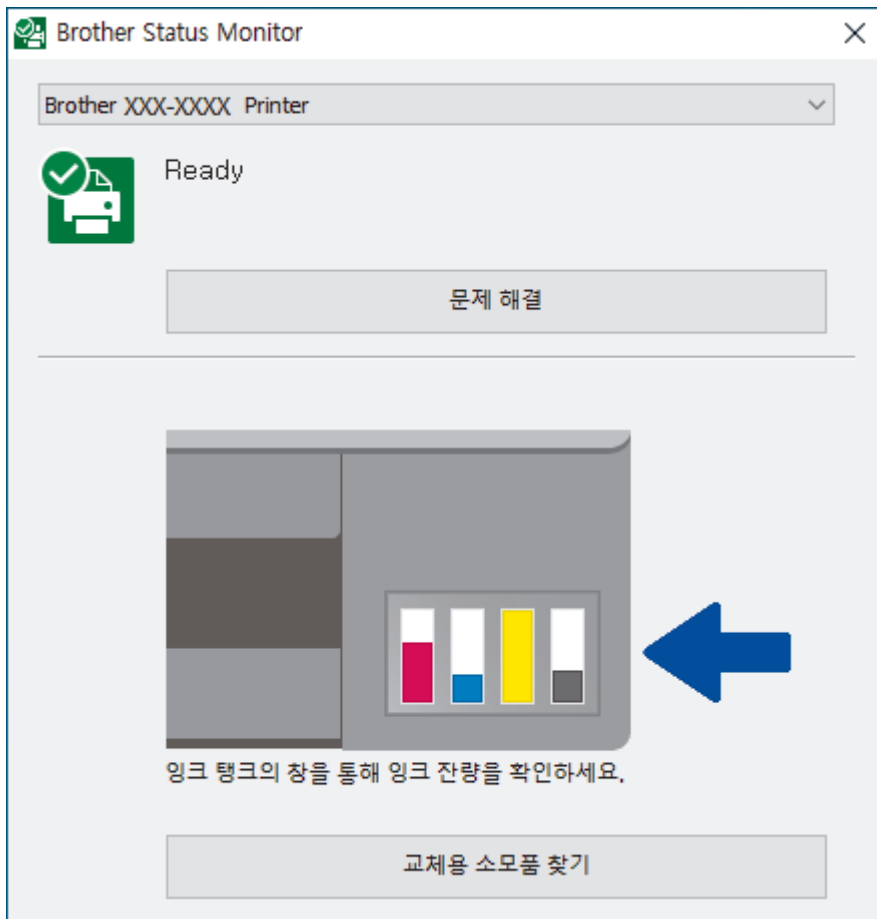 Brother Status Monitor
Brother XXX-XXXX Printer
Ready
문제 해결
잉크 탱크의 창을 통해 잉크 잔량을 확인하세요.
교체용 소모품 찾기